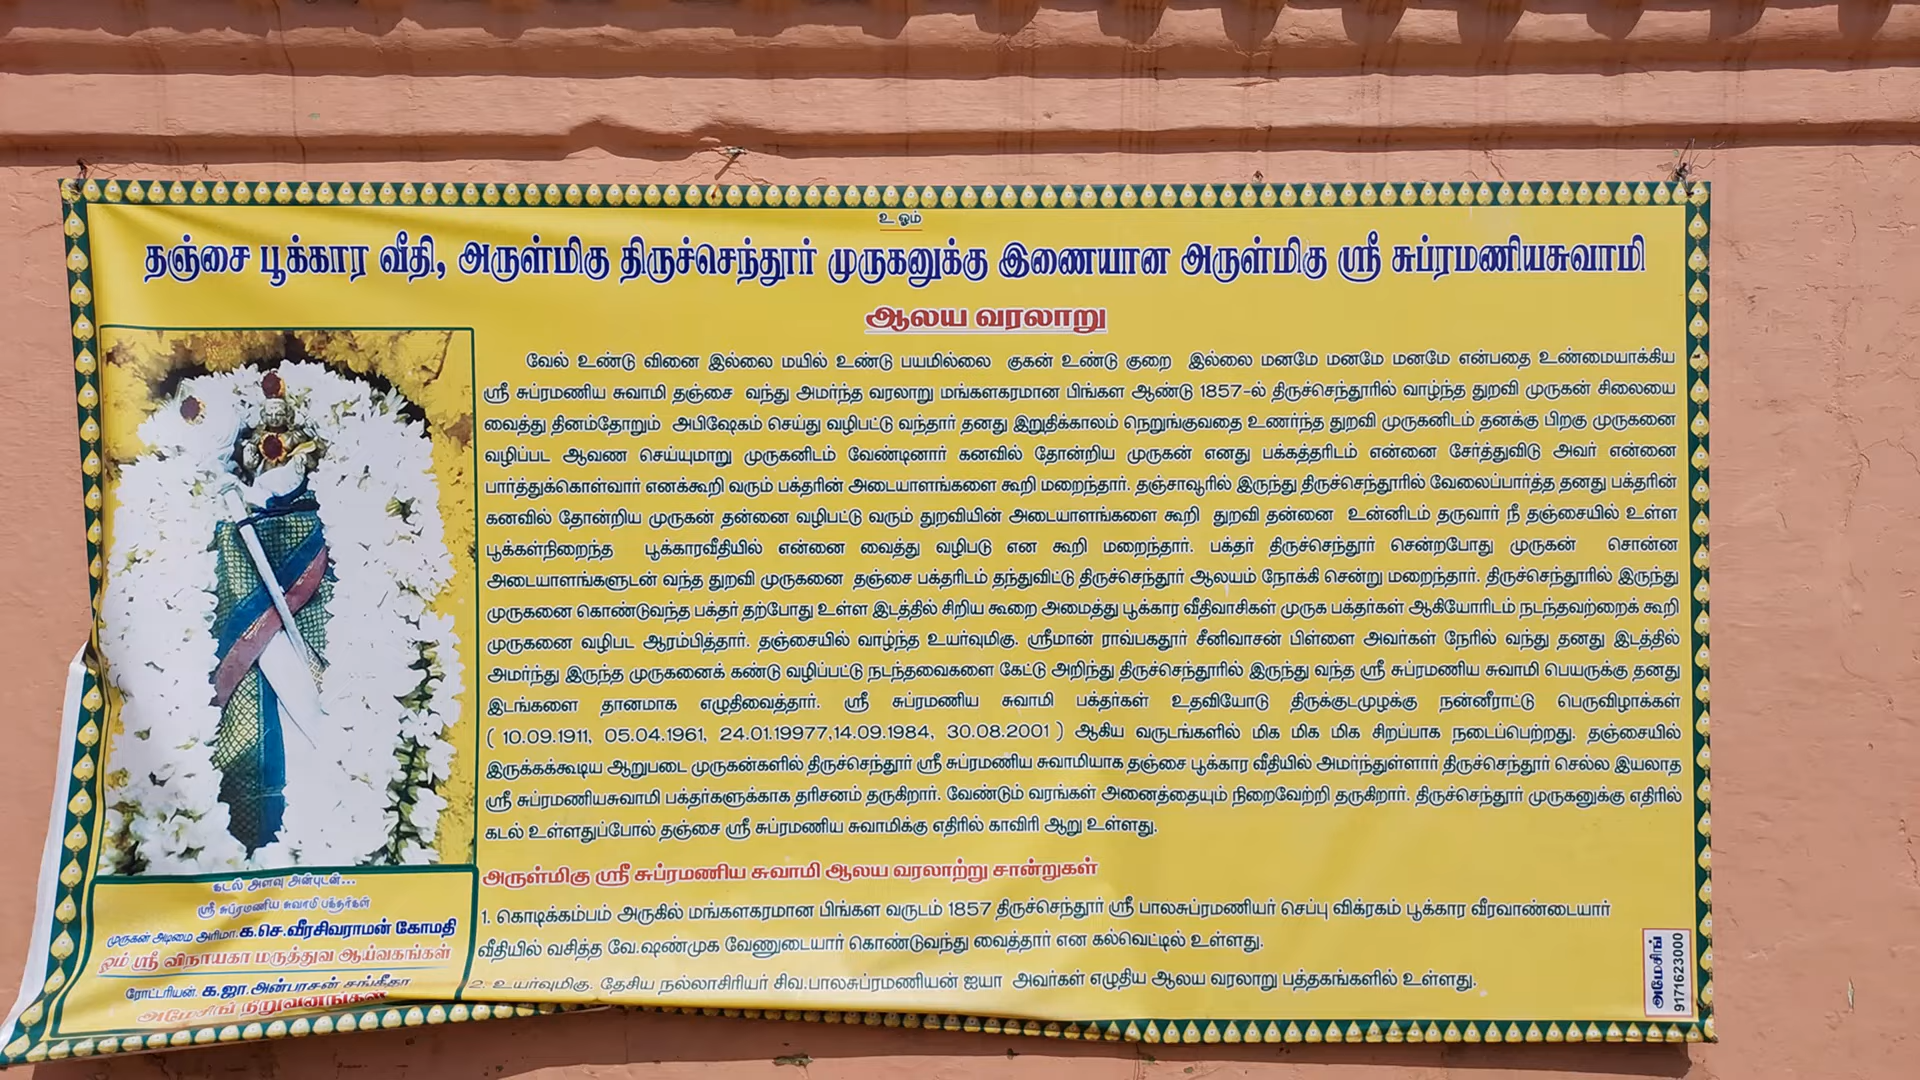 உ ஓம்
தஞ்சை பூக்கார வீதி, அருள்மிகு திருச்செந்தூர் முருகனுக்கு இணையான அருள்மிகு ஸ்ரீ சுப்ரமணியசுவாமி
ஆலய வரலாறு
வேல் உண்டு வினை இல்லை மயில் உண்டு பயமில்லை குகன் உண்டு குறை இல்லை மனமே மனமே மனமே என்பதை உண்மையாக்கிய
ஸ்ரீ சுப்ரமணிய சுவாமி தஞ்சை வந்து அமர்ந்த வரலாறு மங்களகரமான பிங்கள ஆண்டு 1857-ல் திருச்செந்தூரில் வாழ்ந்த துறவி முருகன் சிலையை
வைத்து தினம்தோறும் அபிஷேகம் செய்து வழிபட்டு வந்தார் தனது இறுதிக்காலம் நெறுங்குவதை உணர்ந்த துறவி முருகனிடம் தனக்கு பிறகு முருகனை
வழிப்பட ஆவண செய்யுமாறு முருகனிடம் வேண்டினார் கனவில் தோன்றிய முருகன் எனது பக்கத்தரிடம் என்னை சேர்த்துவிடு அவர் என்னை
பார்த்துக்கொள்வார் எனக்கூறி வரும் பக்தரின் அடையாளங்களை கூறி மறைந்தார். தஞ்சாவூரில் இருந்து திருச்செந்தூரில் வேலைப்பார்த்த தனது பக்தரின்
கனவில் தோன்றிய முருகன் தன்னை வழிபட்டு வரும் துறவியின் அடையாளங்களை கூறி துறவி தன்னை உன்னிடம் தருவார் நீ தஞ்சையில் உள்ள
பூக்கள்நிறைந்த பூக்காரவீதியில் என்னை வைத்து வழிபடு என கூறி மறைந்தார். பக்தர் திருச்செந்தூர் சென்றபோது முருகன் சொன்ன
அடையாளங்களுடன் வந்த துறவி முருகனை தஞ்சை பக்தரிடம் தந்துவிட்டு திருச்செந்தூர் ஆலயம் நோக்கி சென்று மறைந்தார். திருச்செந்தூரில் இருந்து
முருகனை கொண்டுவந்த பக்தர் தற்போது உள்ள இடத்தில் சிறிய கூறை அமைத்து பூக்கார வீதிவாசிகள் முருக பக்தர்கள் ஆகியோரிடம் நடந்தவற்றைக் கூறி
முருகனை வழிபட ஆரம்பித்தார். தஞ்சையில் வாழ்ந்த உயர்வுமிகு. ஸ்ரீமான் ராவ்பகதூர் சீனிவாசன் பிள்ளை அவர்கள் நேரில் வந்து தனது இடத்தில்
அமர்ந்து இருந்த முருகனைக் கண்டு வழிப்பட்டு நடந்தவைகளை கேட்டு அறிந்து திருச்செந்தூரில் இருந்து வந்த ஸ்ரீ சுப்ரமணிய சுவாமி பெயருக்கு தனது
இடங்களை தானமாக எழுதிவைத்தார். ஸ்ரீ சுப்ரமணிய சுவாமி பக்தர்கள் உதவியோடு திருக்குடமுழக்கு நன்னீராட்டு பெருவிழாக்கள்
( 10.09.1911, 05.04.1961, 24.01.19977,14.09.1984, 30.08.2001 ) ஆகிய வருடங்களில் மிக மிக மிக சிறப்பாக நடைப்பெற்றது. தஞ்சையில்
இருக்கக்கூடிய ஆறுபடை முருகன்களில் திருச்செந்தூர் ஸ்ரீ சுப்ரமணிய சுவாமியாக தஞ்சை பூக்கார வீதியில் அமர்ந்துள்ளார் திருச்செந்தூர் செல்ல இயலாத
ஸ்ரீ சுப்ரமணியசுவாமி பக்தர்களுக்காக தரிசனம் தருகிறார். வேண்டும் வரங்கள் அனைத்தையும் நிறைவேற்றி தருகிறார். திருச்செந்தூர் முருகனுக்கு எதிரில்
கடல் உள்ளதுப்போல் தஞ்சை ஸ்ரீ சுப்ரமணிய சுவாமிக்கு எதிரில் காவிரி ஆறு உள்ளது.
அருள்மிகு ஸ்ரீ சுப்ரமணிய சுவாமி ஆலய வரலாற்று சான்றுகள்
1. கொடிக்கம்பம் அருகில் மங்களகரமான பிங்கள வருடம் 1857 திருச்செந்தூர் ஸ்ரீ பாலசுப்ரமணியர் செப்பு விக்ரகம் பூக்கார வீரவாண்டையார்
வீதியில் வசித்த வே.ஷண்முக வேணுடையார் கொண்டுவந்து வைத்தார் என கல்வெட்டில் உள்ளது.
2. உயர்வுமிகு. தேசிய நல்லாசிரியர் சிவ.பாலசுப்ரமணியன் ஐயா அவர்கள் எழுதிய ஆலய வரலாறு புத்தகங்களில் உள்ளது.
கடல் அளவு அன்புடன்...
ஸ்ரீ சுப்ரமணிய சுவாமி பக்தர்கள்
முருகன் அடிமை அரிமா.க.செ.வீரசிவராமன் கோமதி
ஓம் ஸ்ரீ விநாயகா மருத்துவ ஆய்வகங்கள்
ரோட்டரியன். க.ஜா.அன்பரசன் சங்கீதா
அமேசிங் நிறுவனங்கள்
அமேசிங்
9171623000